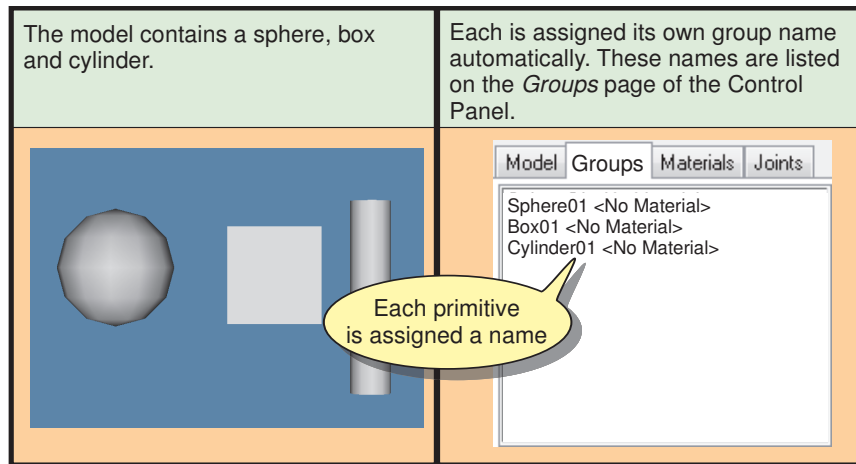 The model contains a sphere, box
and cylinder.
Each is assigned its own group name
automatically. These names are listed
on the Groups page of the Control
Panel.
Model Groups Materials Joints
Sphere01 <No Material>
Box01 <No Material>
Cylinder01 <No Material>
Each primitive
is assigned a name